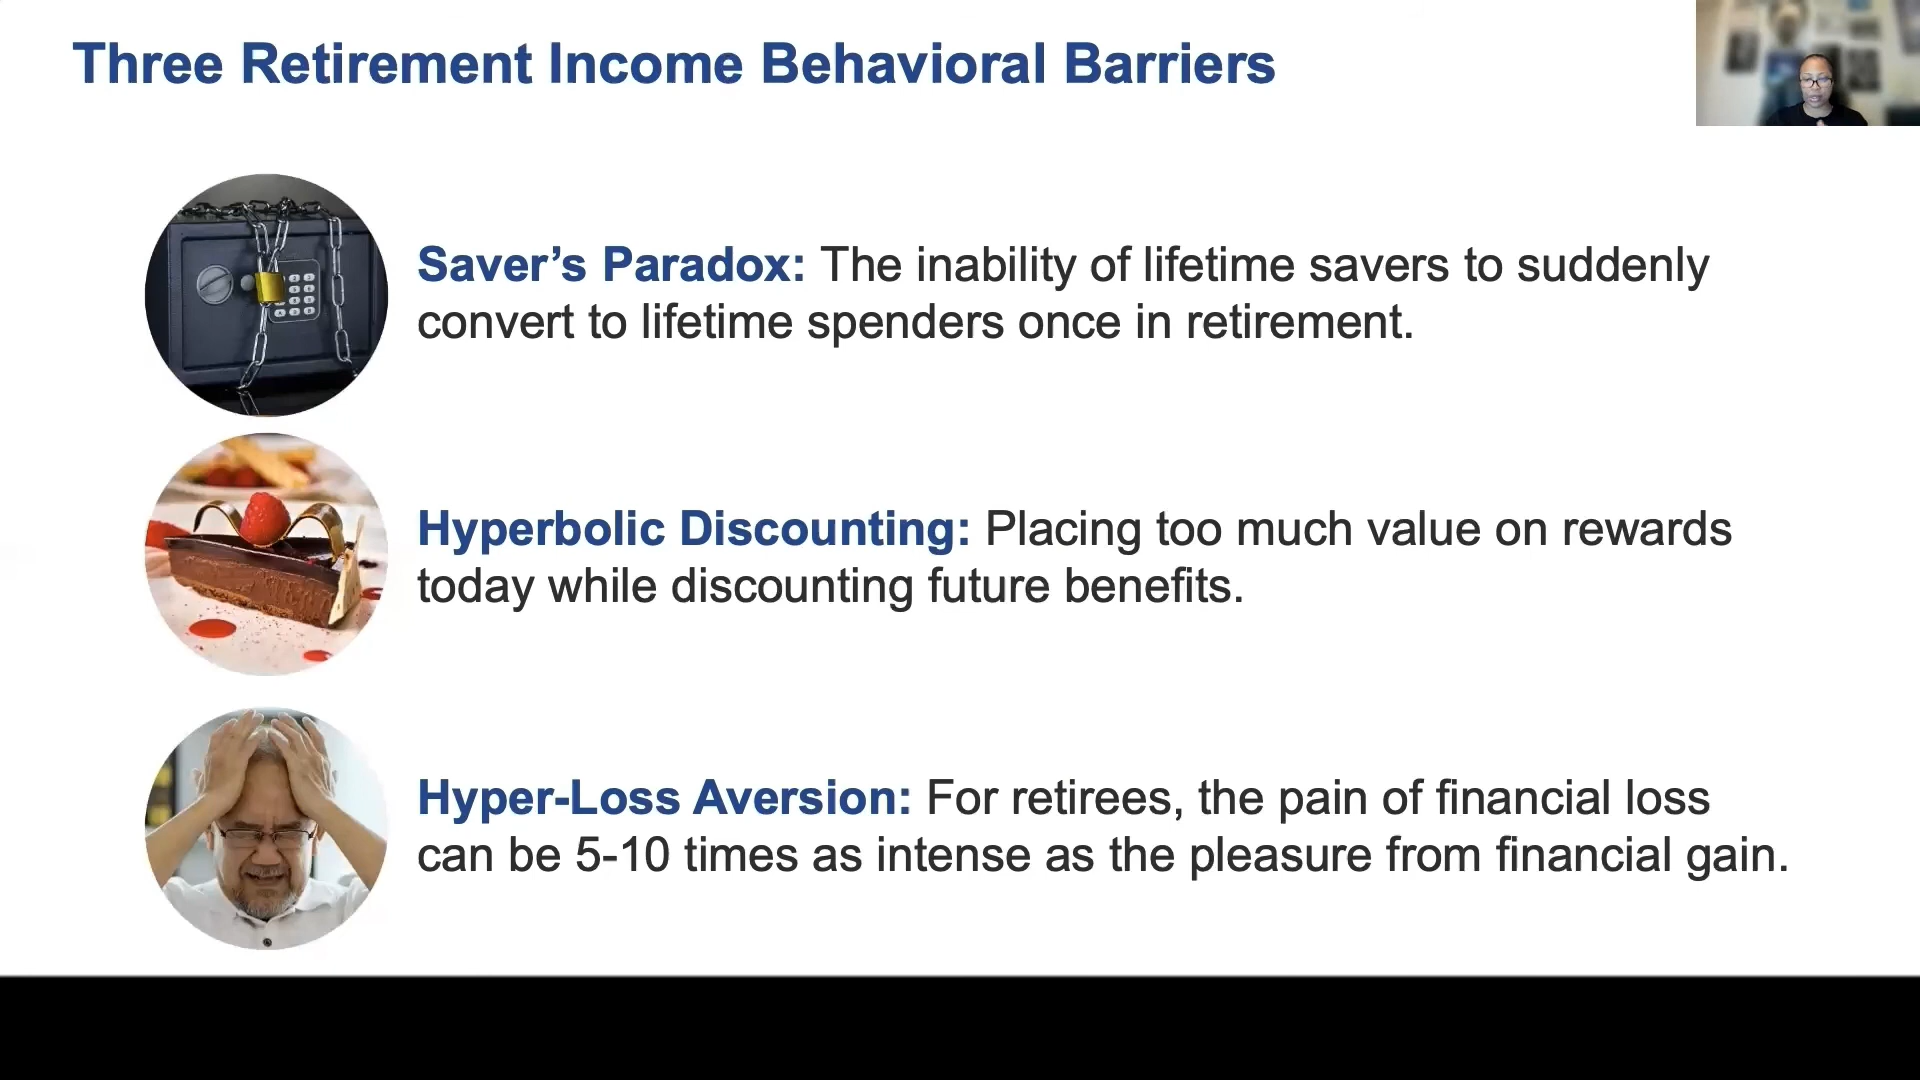 Three Retirement Income Behavioral Barriers
Saver’s Paradox: The inability of lifetime savers to suddenly
convert to lifetime spenders once in retirement.
Hyperbolic Discounting: Placing too much value on rewards
today while discounting future benefits.
Hyper-Loss Aversion: For retirees, the pain of financial loss
can be 5-10 times as intense as the pleasure from financial gain.